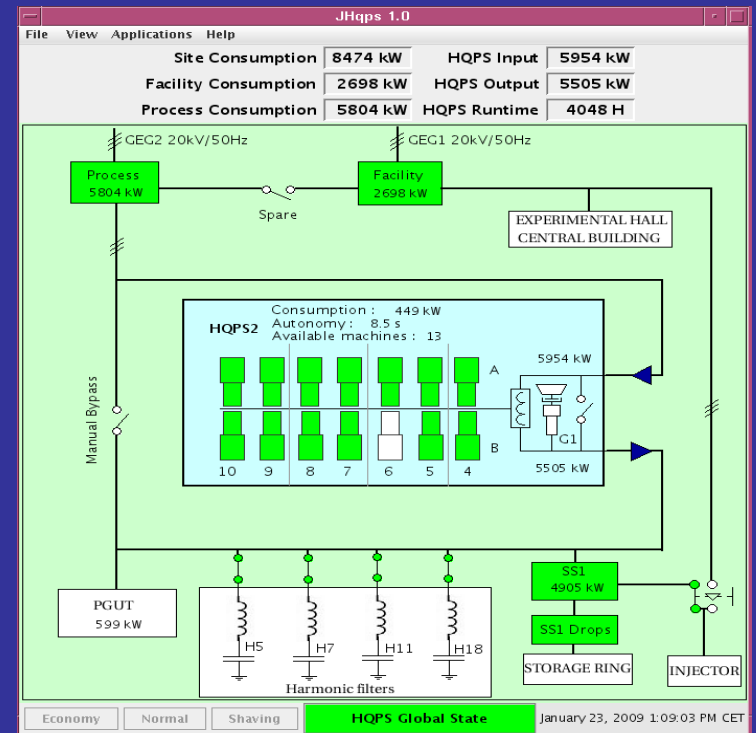 JHqps 1.0
File View Applications Help
Site Consumption 8474 kW HQPS Input 5954 kW
Facility Consumption 2698 kW HQPS Output 5505 kW
Process Consumption 5804 kW HQPS Runtime 4048 H
GEG2 20kV/50Hz GEG1 20kV/50Hz
Process
5804 kW
Facility
2698 kW
Spare
EXPERIMENTAL HALL
CENTRAL BUILDING
HQPS2
Consumption : 449 kW
Autonomy : 8.5 s
Available machines : 13
5954 kW
A
G1
B
10 9 8 7 6 5 4
5505 kW
Manual Bypass
SS1
4905 kW
PGUT
599 kW
SS1 Drops
H5 H7 H11 H18
Harmonic filters
STORAGE RING
INJECTOR
Economy Normal Shaving HQPS Global State January 23, 2009 1:09:03 PM CET